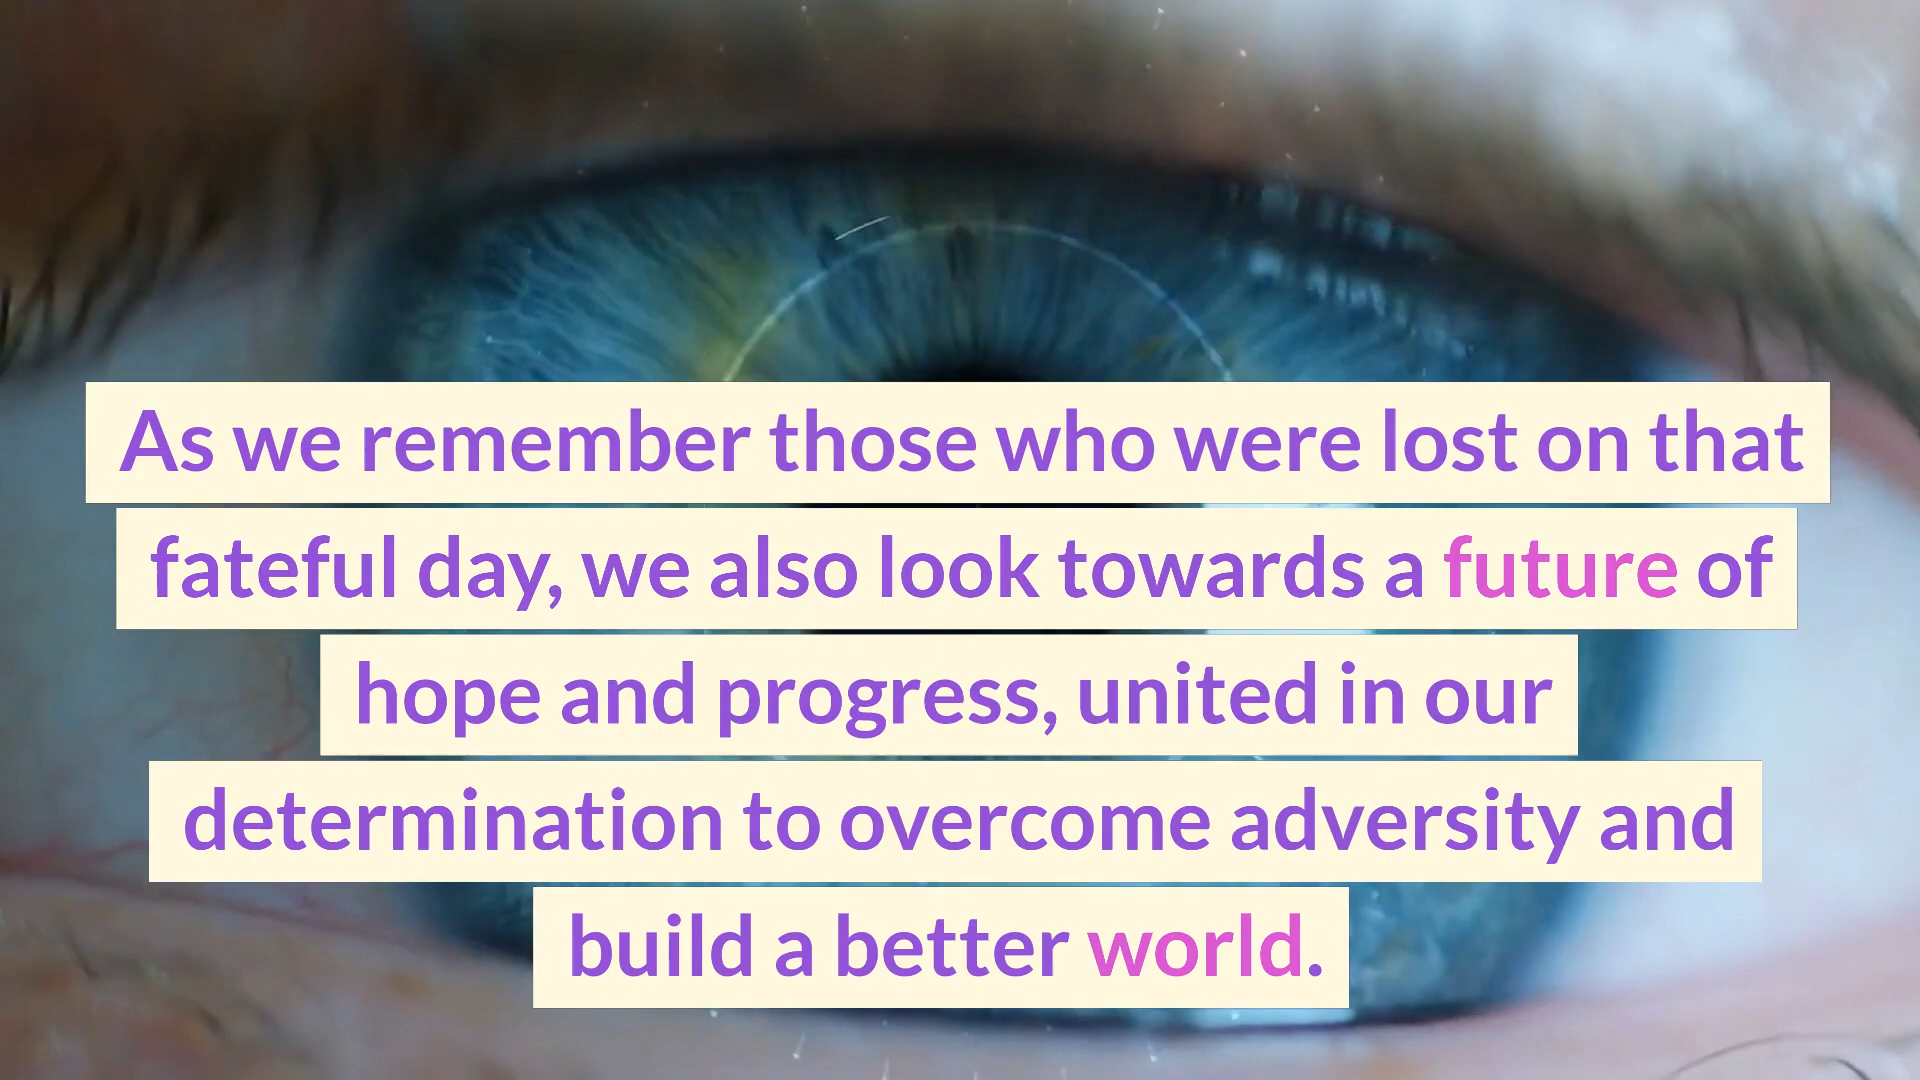 As we remember those who were lost on that
fateful day, we also look towards a future of
hope and progress, united in our
determination to overcome adversity and
build a better world.